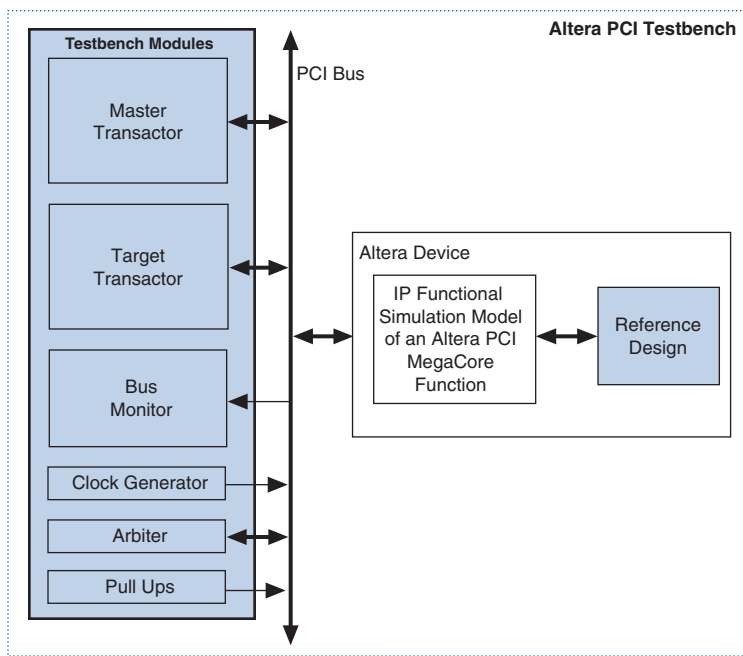 Altera PCI Testbench
Testbench Modules
PCI Bus
Master
Transactor
Target
Transactor
Bus
Monitor
Clock Generator
Arbiter
Pull Ups
Altera Device
IP Functional
Simulation Model
of an Altera PCI
MegaCore
Function
Reference
Design